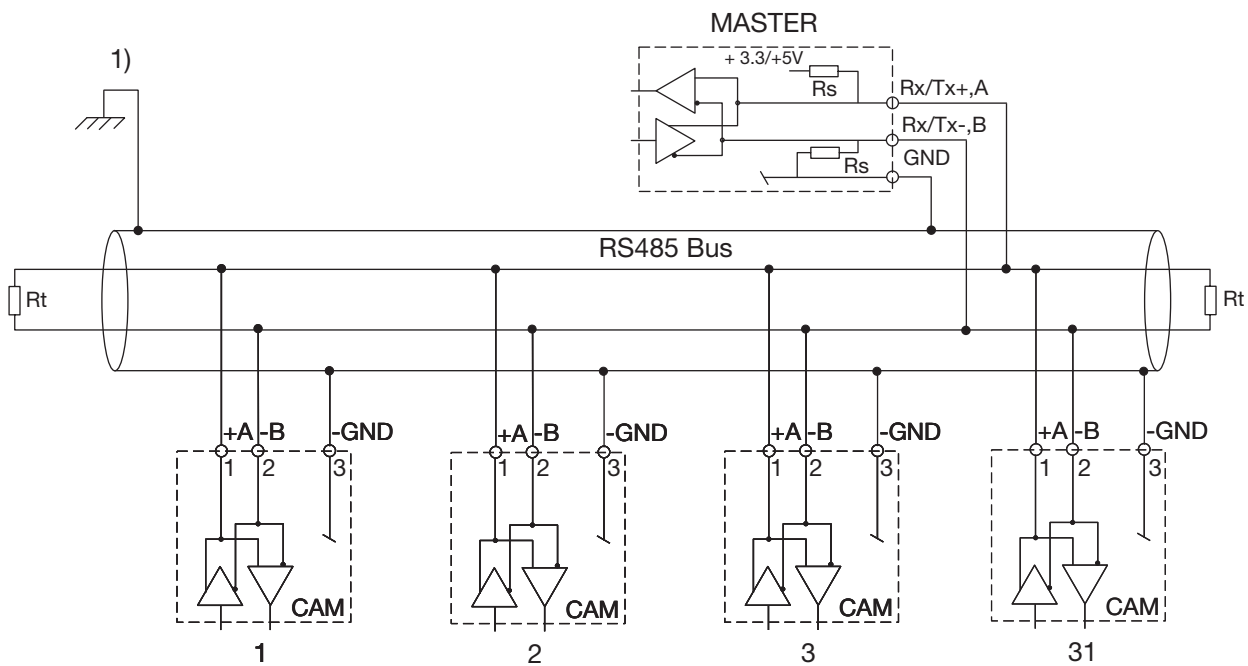 MASTER
1)
+ 3.3/+5V
Rs
Rx/Tx+,A
Rx/Tx-,B
Rs
GND
RS485 Bus
Rt
Rt
+A -B -GND
+A -B -GND
+A -B -GND
+A -B -GND
1 2 3
1 2 3
1 2 3
1 2 3
CAM
CAM
CAM
CAM
1
2
3
31